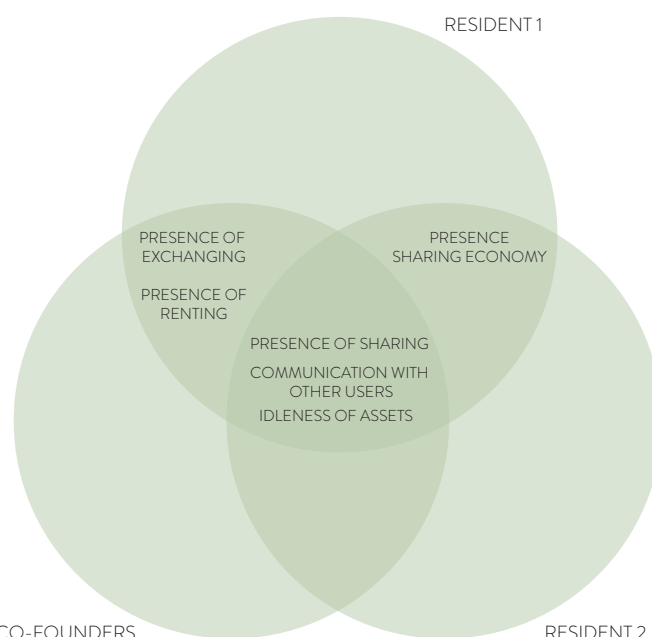 RESIDENT 1
PRESENCE OF
EXCHANGING
PRESENCE
SHARING ECONOMY
PRESENCE OF
RENTING
PRESENCE OF SHARING
COMMUNICATION WITH
OTHER USERS
IDLENESS OF ASSETS
CO-FOUNDERS
RESIDENT 2